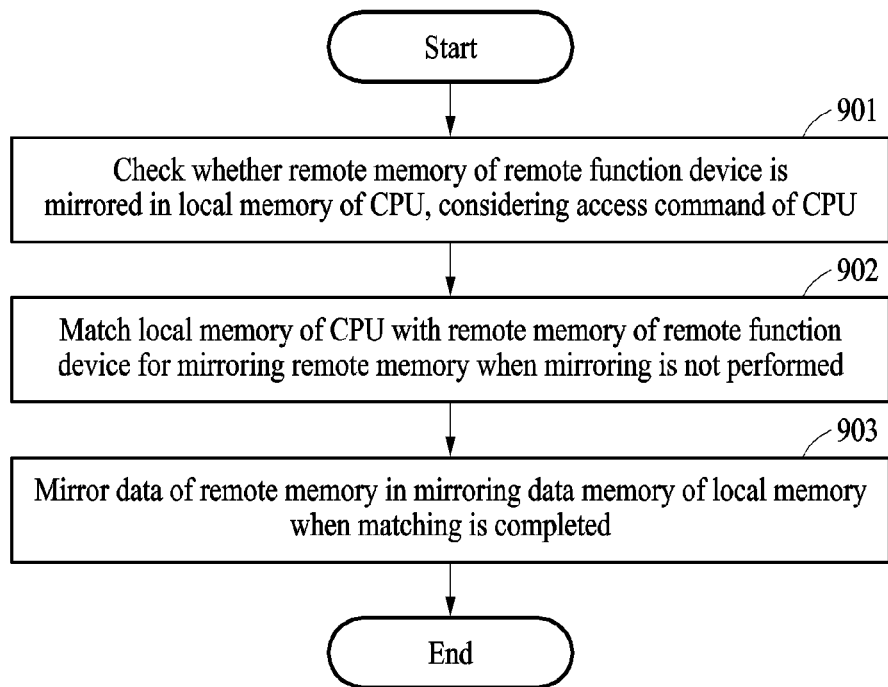 Start
901
Check whether remote memory of remote function device is
mirrored in local memory of CPU, considering access command of CPU
902
Match local memory of CPU with remote memory of remote function
device for mirroring remote memory when mirroring is not performed
903
Mirror data of remote memory in mirroring data memory of local memory
when matching is completed
End